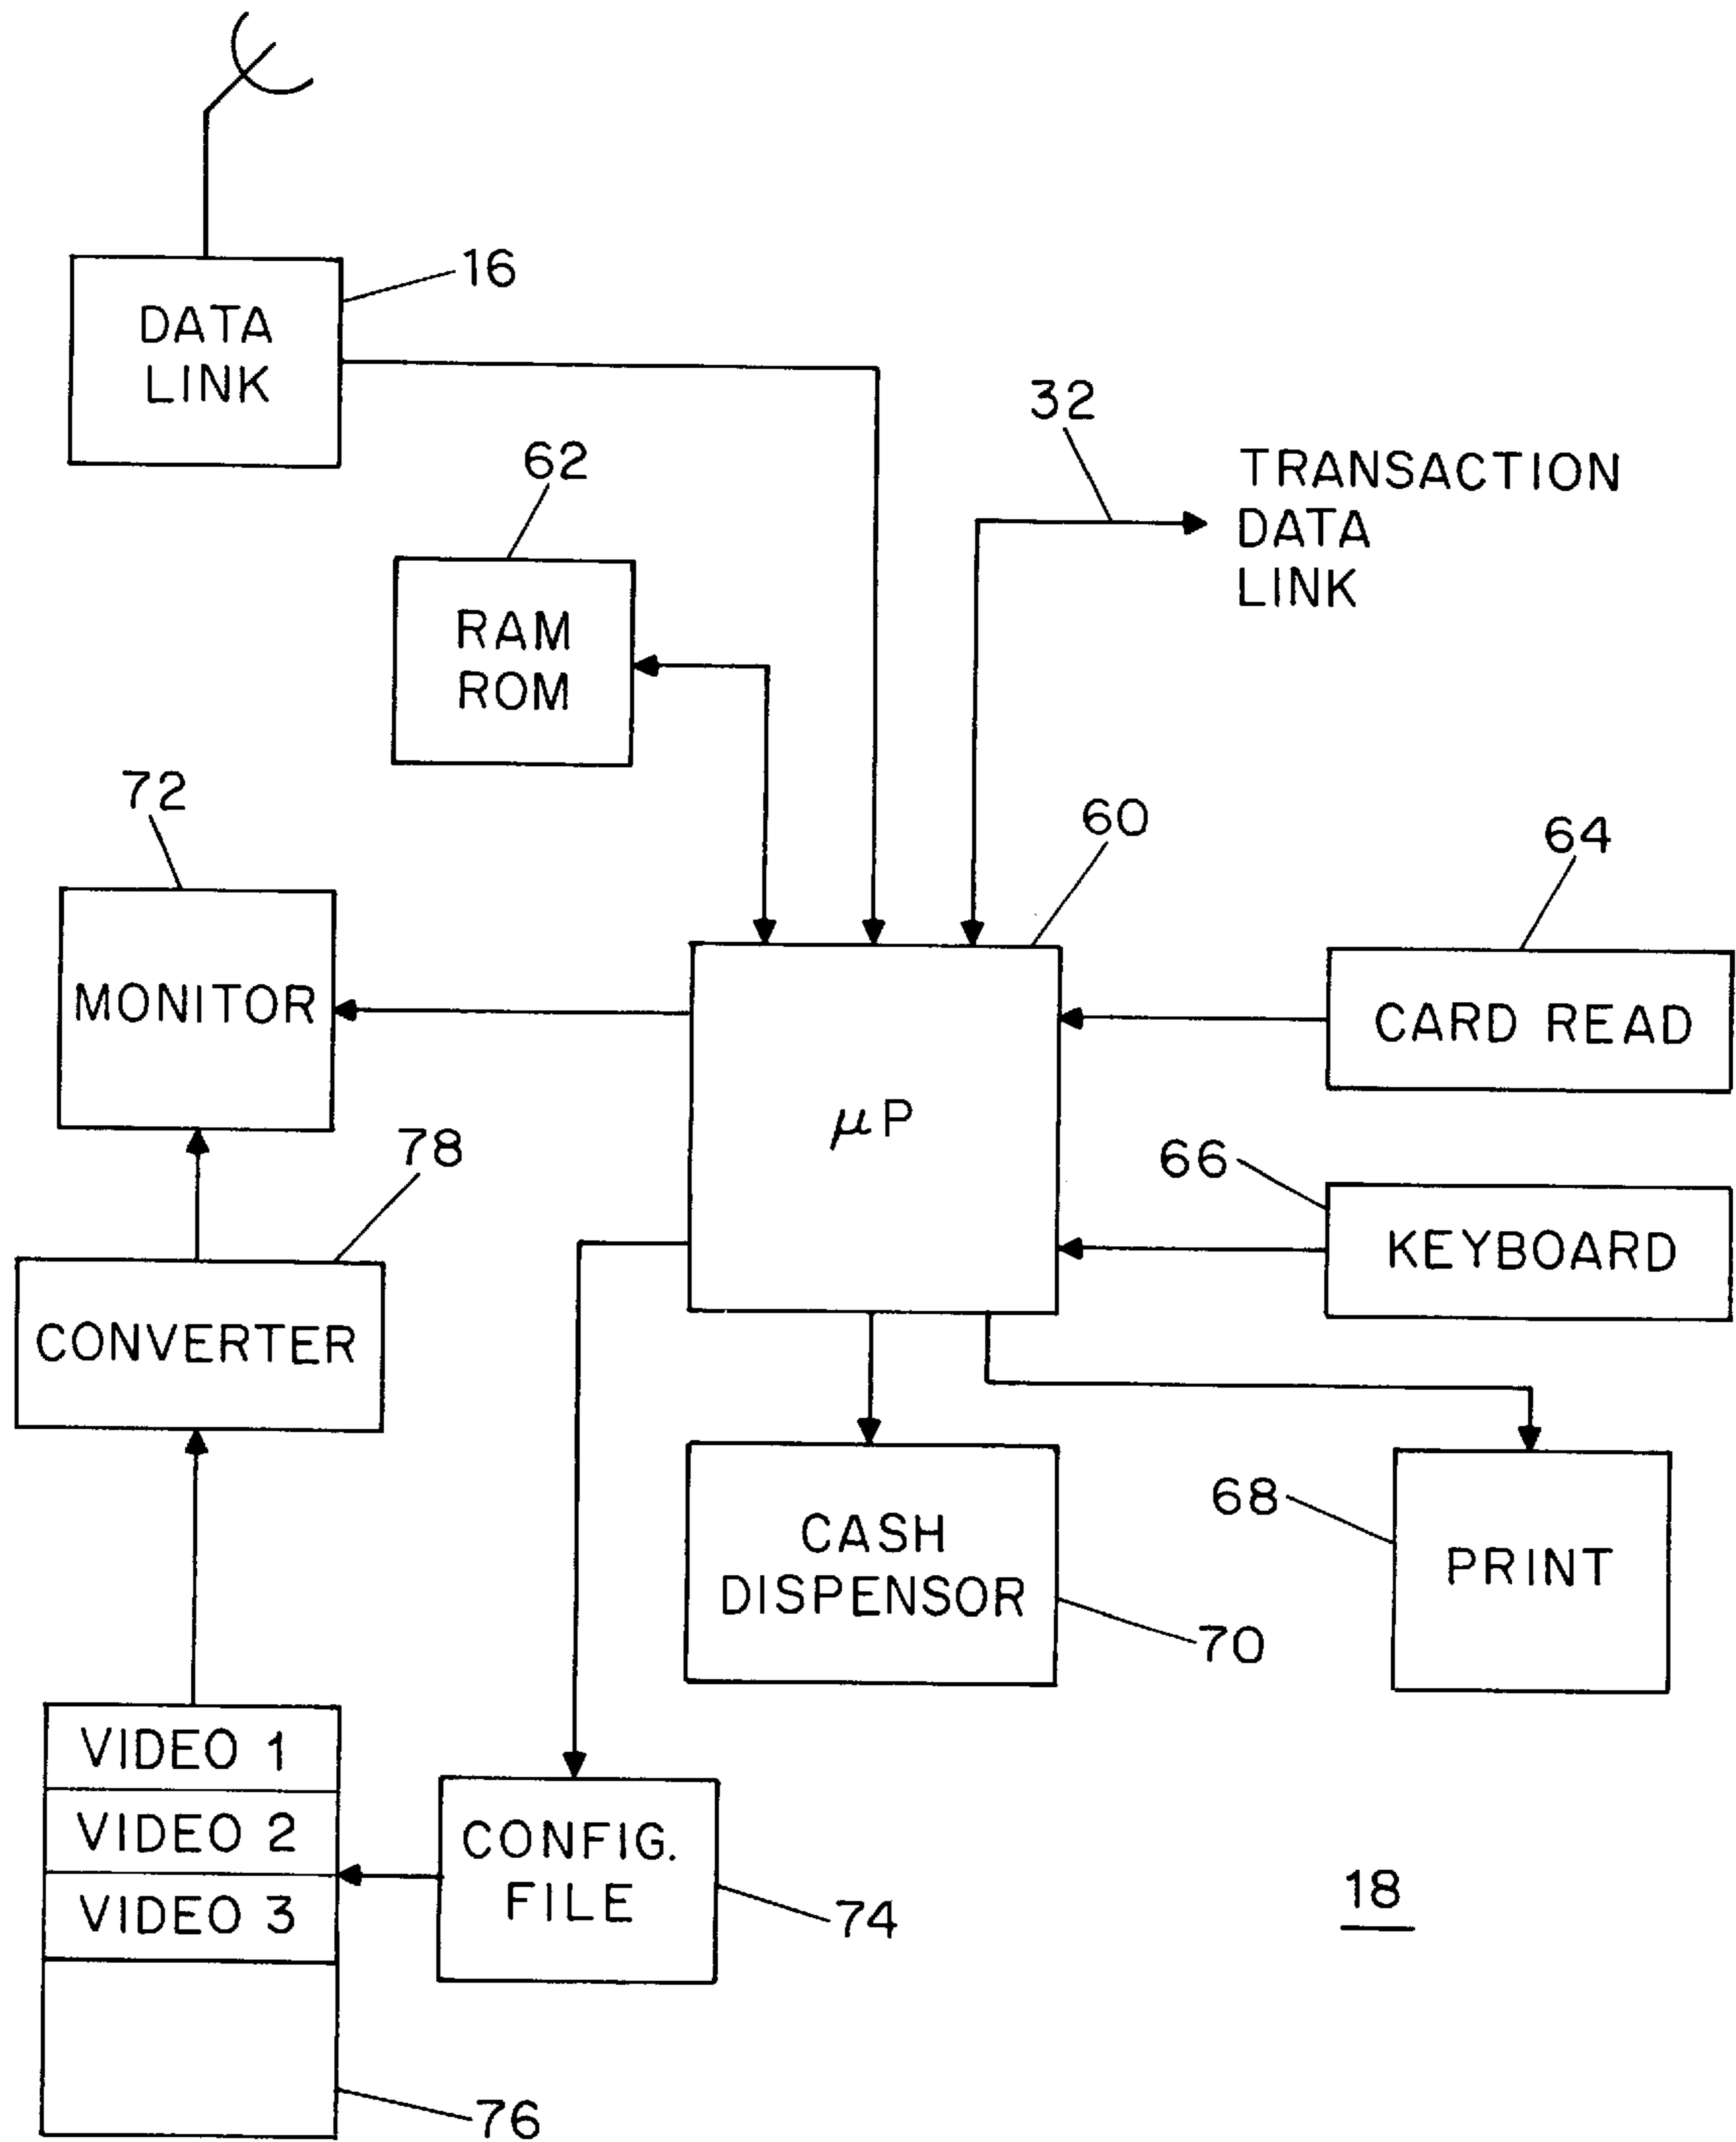 16
DATA
LINK
32
TRANSACTION
DATA
LINK
62
RAM
ROM
72
60
64
MONITOR
CARD READ
μP
78
66
KEYBOARD
CONVERTER
CASH
DISPENSOR
68
PRINT
70
VIDEO 1
VIDEO 2
VIDEO 3
CONFIG.
FILE
74
18
76